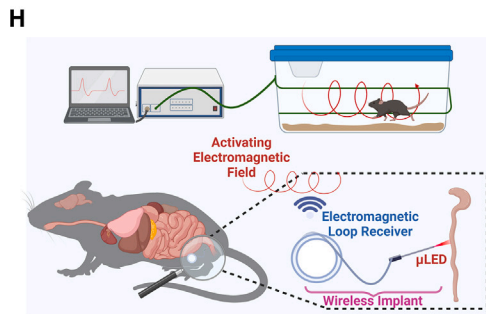 H
Activating
Electromagnetic
Field
Electromagnetic
Loop Receiver
μLED
Wireless Implant